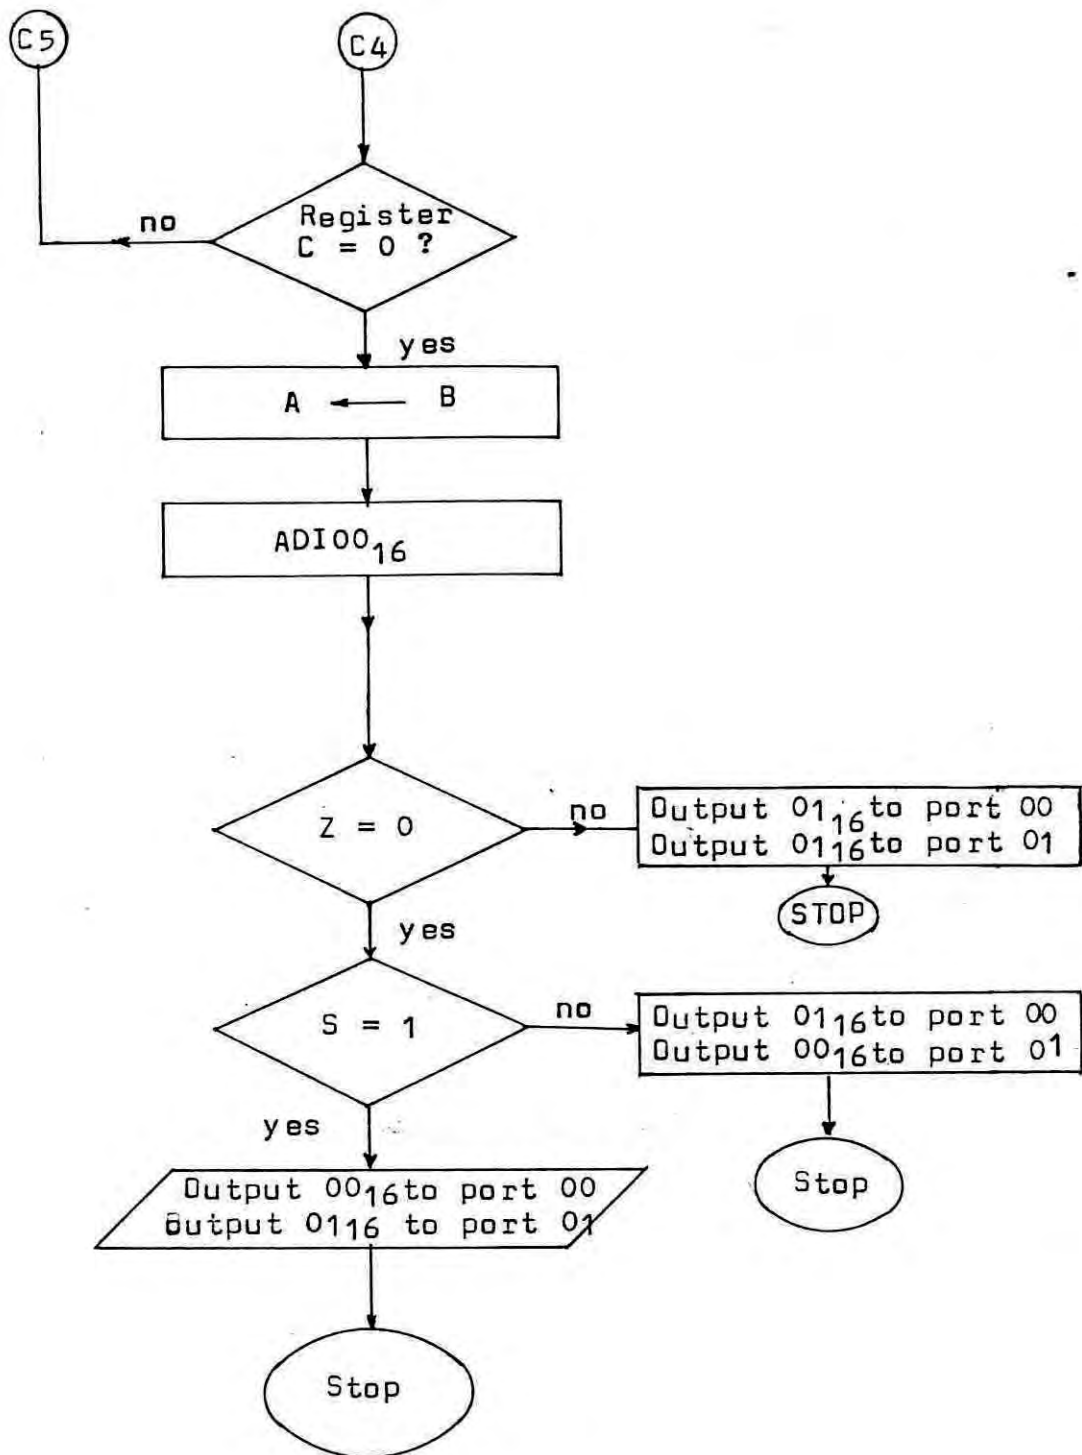 C5
C4
Register
C = 0 ?
no
yes
A ← B
ADI00₁₆
Z = 0
no
Output 01₁₆ to port 00
Output 01₁₆ to port 01
STOP
yes
S = 1
no
Output 01₁₆ to port 00
Output 00₁₆ to port 01
Stop
yes
Output 00₁₆ to port 00
Output 01₁₆ to port 01
Stop